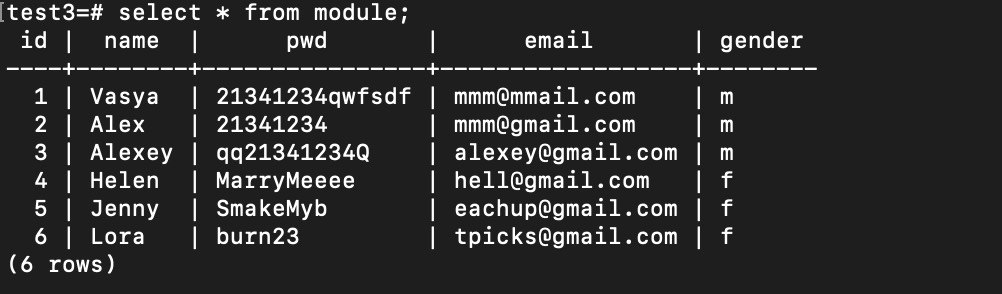 test3=# select * from module;
 id |  name  |      pwd       |      email       | gender
----+--------+----------------+------------------+--------
  1 | Vasya  | 21341234qwfsdf | mmm@mmail.com    | m
  2 | Alex   | 21341234       | mmm@gmail.com    | m
  3 | Alexey | qq21341234Q    | alexey@gmail.com | m
  4 | Helen  | MarryMeeee     | hell@gmail.com   | f
  5 | Jenny  | SmakeMyb       | eachup@gmail.com | f
  6 | Lora   | burn23         | tpicks@gmail.com | f
(6 rows)